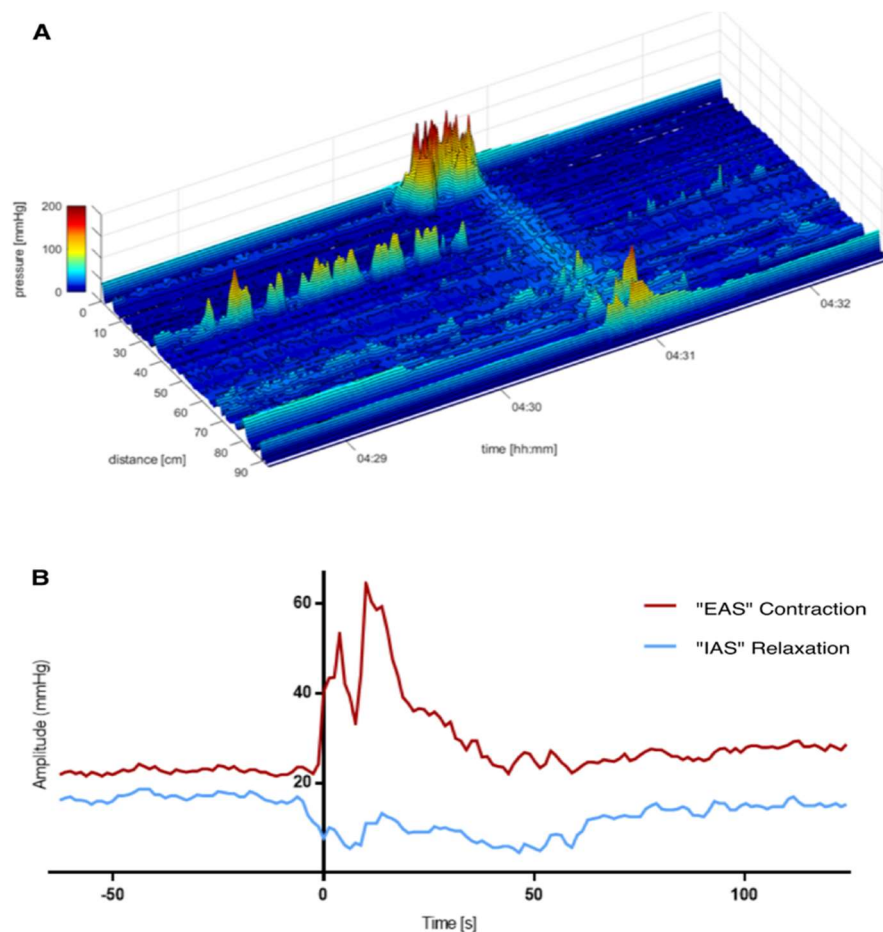 A
pressure [mmHg]
200
100
0
0
10
30
40
50
60
70
80
90
distance [cm]
04:29
04:30
04:31
04:32
time [hh:mm]
B
"EAS" Contraction
"IAS" Relaxation
Amplitude (mmHg)
60
40
20
-50
0
50
100
Time [s]